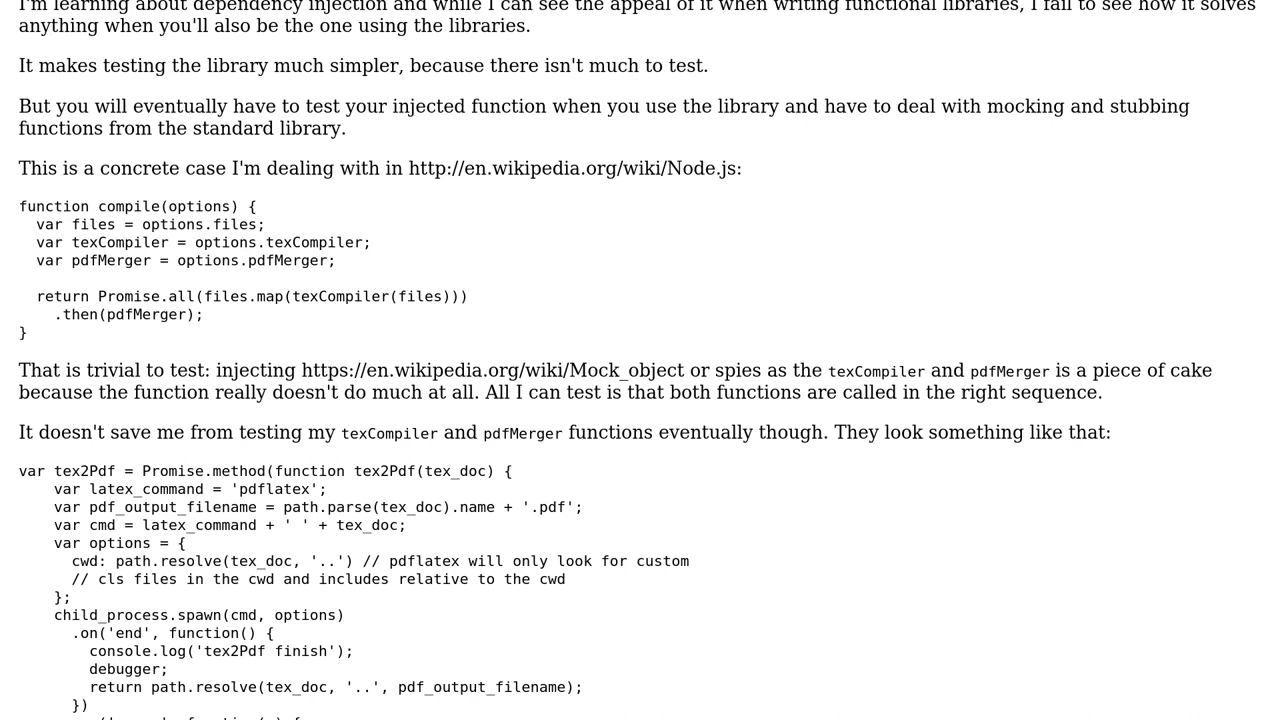 I'm learning about dependency injection and while I can see the appeal of it when writing functional libraries, I fail to see how it solves
anything when you'll also be the one using the libraries.
It makes testing the library much simpler, because there isn't much to test.
But you will eventually have to test your injected function when you use the library and have to deal with mocking and stubbing
functions from the standard library.
This is a concrete case I'm dealing with in http://en.wikipedia.org/wiki/Node.js:
function compile(options) {
  var files = options.files;
  var texCompiler = options.texCompiler;
  var pdfMerger = options.pdfMerger;
  return Promise.all(files.map(texCompiler(files)))
    .then(pdfMerger);
}
That is trivial to test: injecting https://en.wikipedia.org/wiki/Mock_object or spies as the texCompiler and pdfMerger is a piece of cake
because the function really doesn't do much at all. All I can test is that both functions are called in the right sequence.
It doesn't save me from testing my texCompiler and pdfMerger functions eventually though. They look something like that:
var tex2Pdf = Promise.method(function tex2Pdf(tex_doc) {
    var latex_command = 'pdflatex';
    var pdf_output_filename = path.parse(tex_doc).name + '.pdf';
    var cmd = latex_command + ' ' + tex_doc;
    var options = {
      cwd: path.resolve(tex_doc, '..') // pdflatex will only look for custom
      // cls files in the cwd and includes relative to the cwd
    };
    child_process.spawn(cmd, options)
      .on('end', function() {
        console.log('tex2Pdf finish');
        debugger;
        return path.resolve(tex_doc, '..', pdf_output_filename);
      })